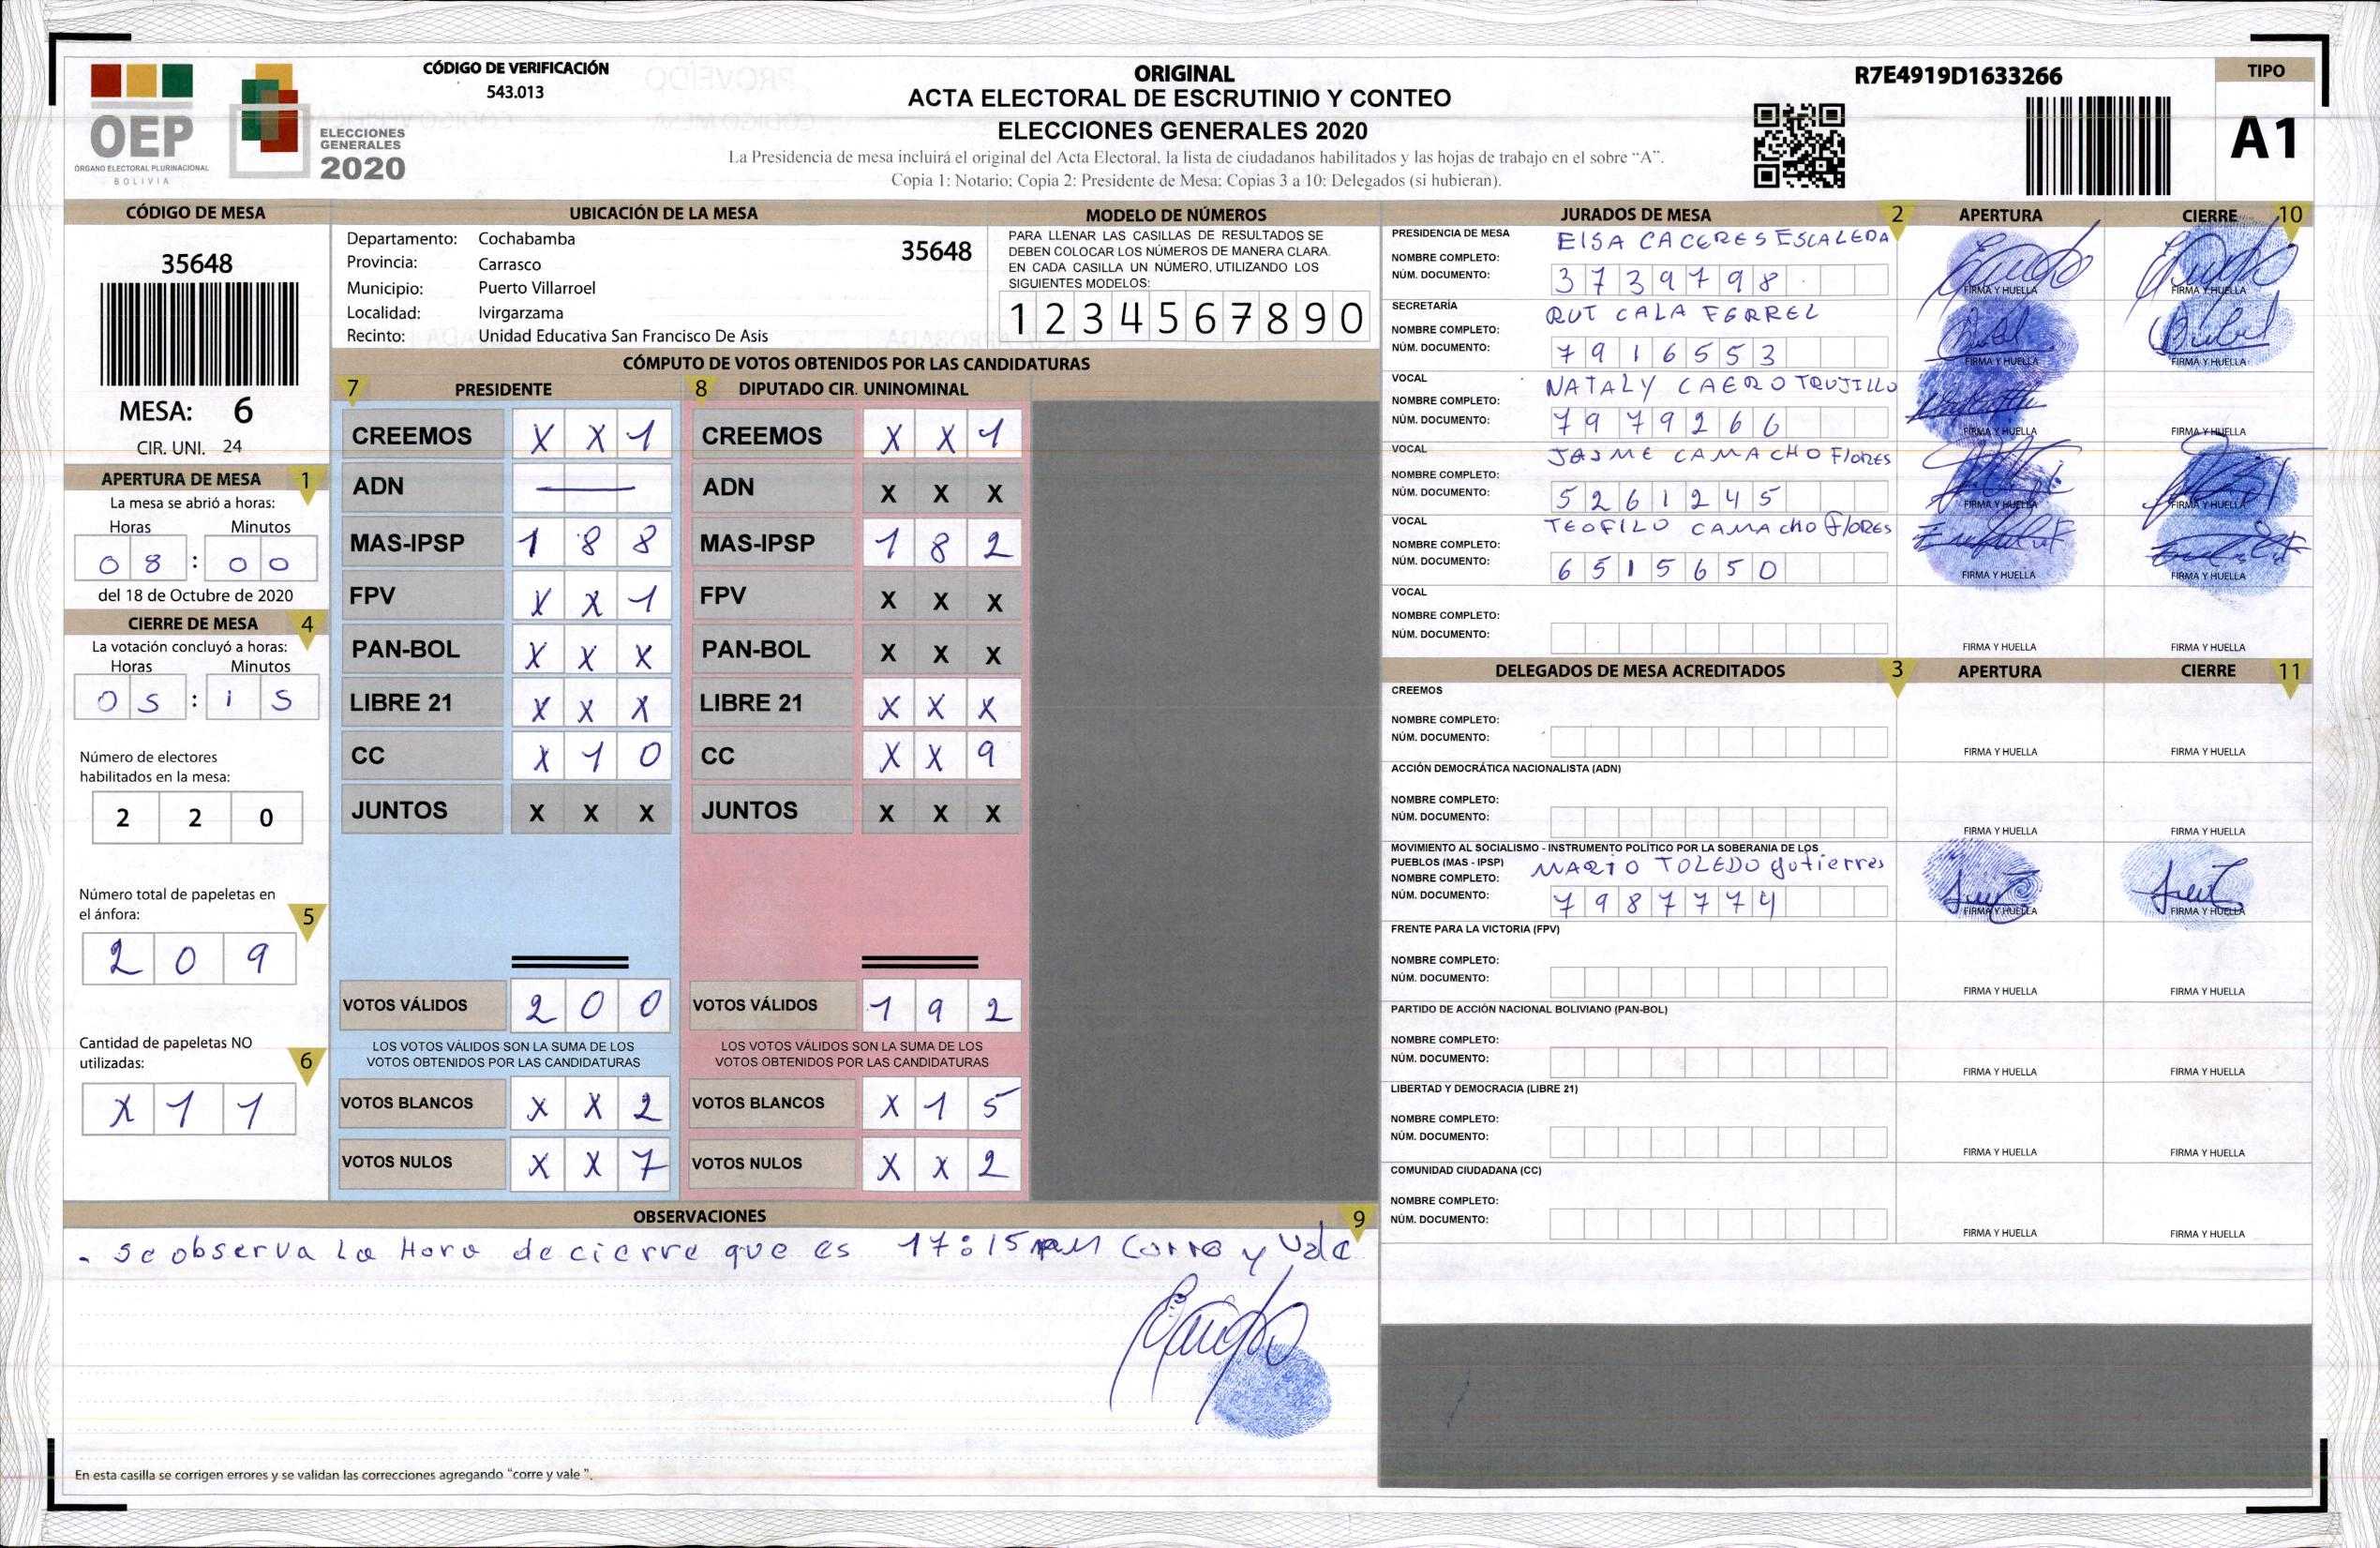 OEP
ÓRGANO ELECTORAL PLURINACIONAL
BOLIVIA
ELECCIONES
GENERALES
2020
CÓDIGO DE VERIFICACIÓN
543.013
ORIGINAL
ACTA ELECTORAL DE ESCRUTINIO Y CONTEO
ELECCIONES GENERALES 2020
La Presidencia de mesa incluirá el original del Acta Electoral, la lista de ciudadanos habilitados y las hojas de trabajo en el sobre “A”.
Copia 1: Notario; Copia 2: Presidente de Mesa; Copias 3 a 10: Delegados (si hubieran).
R7E4919D1633266
TIPO
A1
CÓDIGO DE MESA
35648
MESA: 6
CIR. UNI. 24
APERTURA DE MESA 1
La mesa se abrió a horas:
Horas Minutos
0 8 : 0 0
del 18 de Octubre de 2020
CIERRE DE MESA 4
La votación concluyó a horas:
Horas Minutos
0 5 : 1 5
Número de electores
habilitados en la mesa:
2 2 0
Número total de papeletas en
el ánfora: 5
2 0 9
Cantidad de papeletas NO
utilizadas: 6
X 1 1
UBICACIÓN DE LA MESA
Departamento: Cochabamba 35648
Provincia: Carrasco
Municipio: Puerto Villarroel
Localidad: Ivirgarzama
Recinto: Unidad Educativa San Francisco De Asis
MODELO DE NÚMEROS
PARA LLENAR LAS CASILLAS DE RESULTADOS SE
DEBEN COLOCAR LOS NÚMEROS DE MANERA CLARA.
EN CADA CASILLA UN NÚMERO, UTILIZANDO LOS
SIGUIENTES MODELOS:
1 2 3 4 5 6 7 8 9 0
CÓMPUTO DE VOTOS OBTENIDOS POR LAS CANDIDATURAS
7 PRESIDENTE 8 DIPUTADO CIR. UNINOMINAL
CREEMOS X X 1 CREEMOS X X 1
ADN — ADN X X X
MAS-IPSP 1 8 8 MAS-IPSP 1 8 2
FPV X X 1 FPV X X X
PAN-BOL X X X PAN-BOL X X X
LIBRE 21 X X X LIBRE 21 X X X
CC X 1 0 CC X X 9
JUNTOS X X X JUNTOS X X X
VOTOS VÁLIDOS 2 0 0 VOTOS VÁLIDOS 1 9 2
LOS VOTOS VÁLIDOS SON LA SUMA DE LOS LOS VOTOS VÁLIDOS SON LA SUMA DE LOS
VOTOS OBTENIDOS POR LAS CANDIDATURAS VOTOS OBTENIDOS POR LAS CANDIDATURAS
VOTOS BLANCOS X X 2 VOTOS BLANCOS X 1 5
VOTOS NULOS X X 7 VOTOS NULOS X X 2
OBSERVACIONES 9
- Se observa La Hora de cierre que es 17:15 Corre y Vale
En esta casilla se corrigen errores y se validan las correcciones agregando “corre y vale ”.
JURADOS DE MESA 2 APERTURA CIERRE 10
PRESIDENCIA DE MESA ElSA CACERES ESCALERA
NOMBRE COMPLETO:
NÚM. DOCUMENTO: 3 7 3 9 7 9 8
FIRMA Y HUELLA FIRMA Y HUELLA
SECRETARÍA RUT CALA FERREL
NOMBRE COMPLETO:
NÚM. DOCUMENTO: 7 9 1 6 5 5 3
FIRMA Y HUELLA FIRMA Y HUELLA
VOCAL NATALY CAERO TRUJILLO
NOMBRE COMPLETO:
NÚM. DOCUMENTO: 7 9 7 9 2 6 6
FIRMA Y HUELLA FIRMA Y HUELLA
VOCAL JAIME CAMACHO FlORES
NOMBRE COMPLETO:
NÚM. DOCUMENTO: 5 2 6 1 2 4 5
FIRMA Y HUELLA FIRMA Y HUELLA
VOCAL TEOFILO CAMAcho FlORES
NOMBRE COMPLETO:
NÚM. DOCUMENTO: 6 5 1 5 6 5 0
FIRMA Y HUELLA FIRMA Y HUELLA
VOCAL
NOMBRE COMPLETO:
NÚM. DOCUMENTO:
FIRMA Y HUELLA FIRMA Y HUELLA
DELEGADOS DE MESA ACREDITADOS 3 APERTURA CIERRE 11
CREEMOS
NOMBRE COMPLETO:
NÚM. DOCUMENTO:
FIRMA Y HUELLA FIRMA Y HUELLA
ACCIÓN DEMOCRÁTICA NACIONALISTA (ADN)
NOMBRE COMPLETO:
NÚM. DOCUMENTO:
FIRMA Y HUELLA FIRMA Y HUELLA
MOVIMIENTO AL SOCIALISMO - INSTRUMENTO POLÍTICO POR LA SOBERANIA DE LOS
PUEBLOS (MAS - IPSP) MARIO TOLEDO gutierres
NOMBRE COMPLETO:
NÚM. DOCUMENTO: 7 9 8 7 7 7 4
FIRMA Y HUELLA FIRMA Y HUELLA
FRENTE PARA LA VICTORIA (FPV)
NOMBRE COMPLETO:
NÚM. DOCUMENTO:
FIRMA Y HUELLA FIRMA Y HUELLA
PARTIDO DE ACCIÓN NACIONAL BOLIVIANO (PAN-BOL)
NOMBRE COMPLETO:
NÚM. DOCUMENTO:
FIRMA Y HUELLA FIRMA Y HUELLA
LIBERTAD Y DEMOCRACIA (LIBRE 21)
NOMBRE COMPLETO:
NÚM. DOCUMENTO:
FIRMA Y HUELLA FIRMA Y HUELLA
COMUNIDAD CIUDADANA (CC)
NOMBRE COMPLETO:
NÚM. DOCUMENTO:
FIRMA Y HUELLA FIRMA Y HUELLA